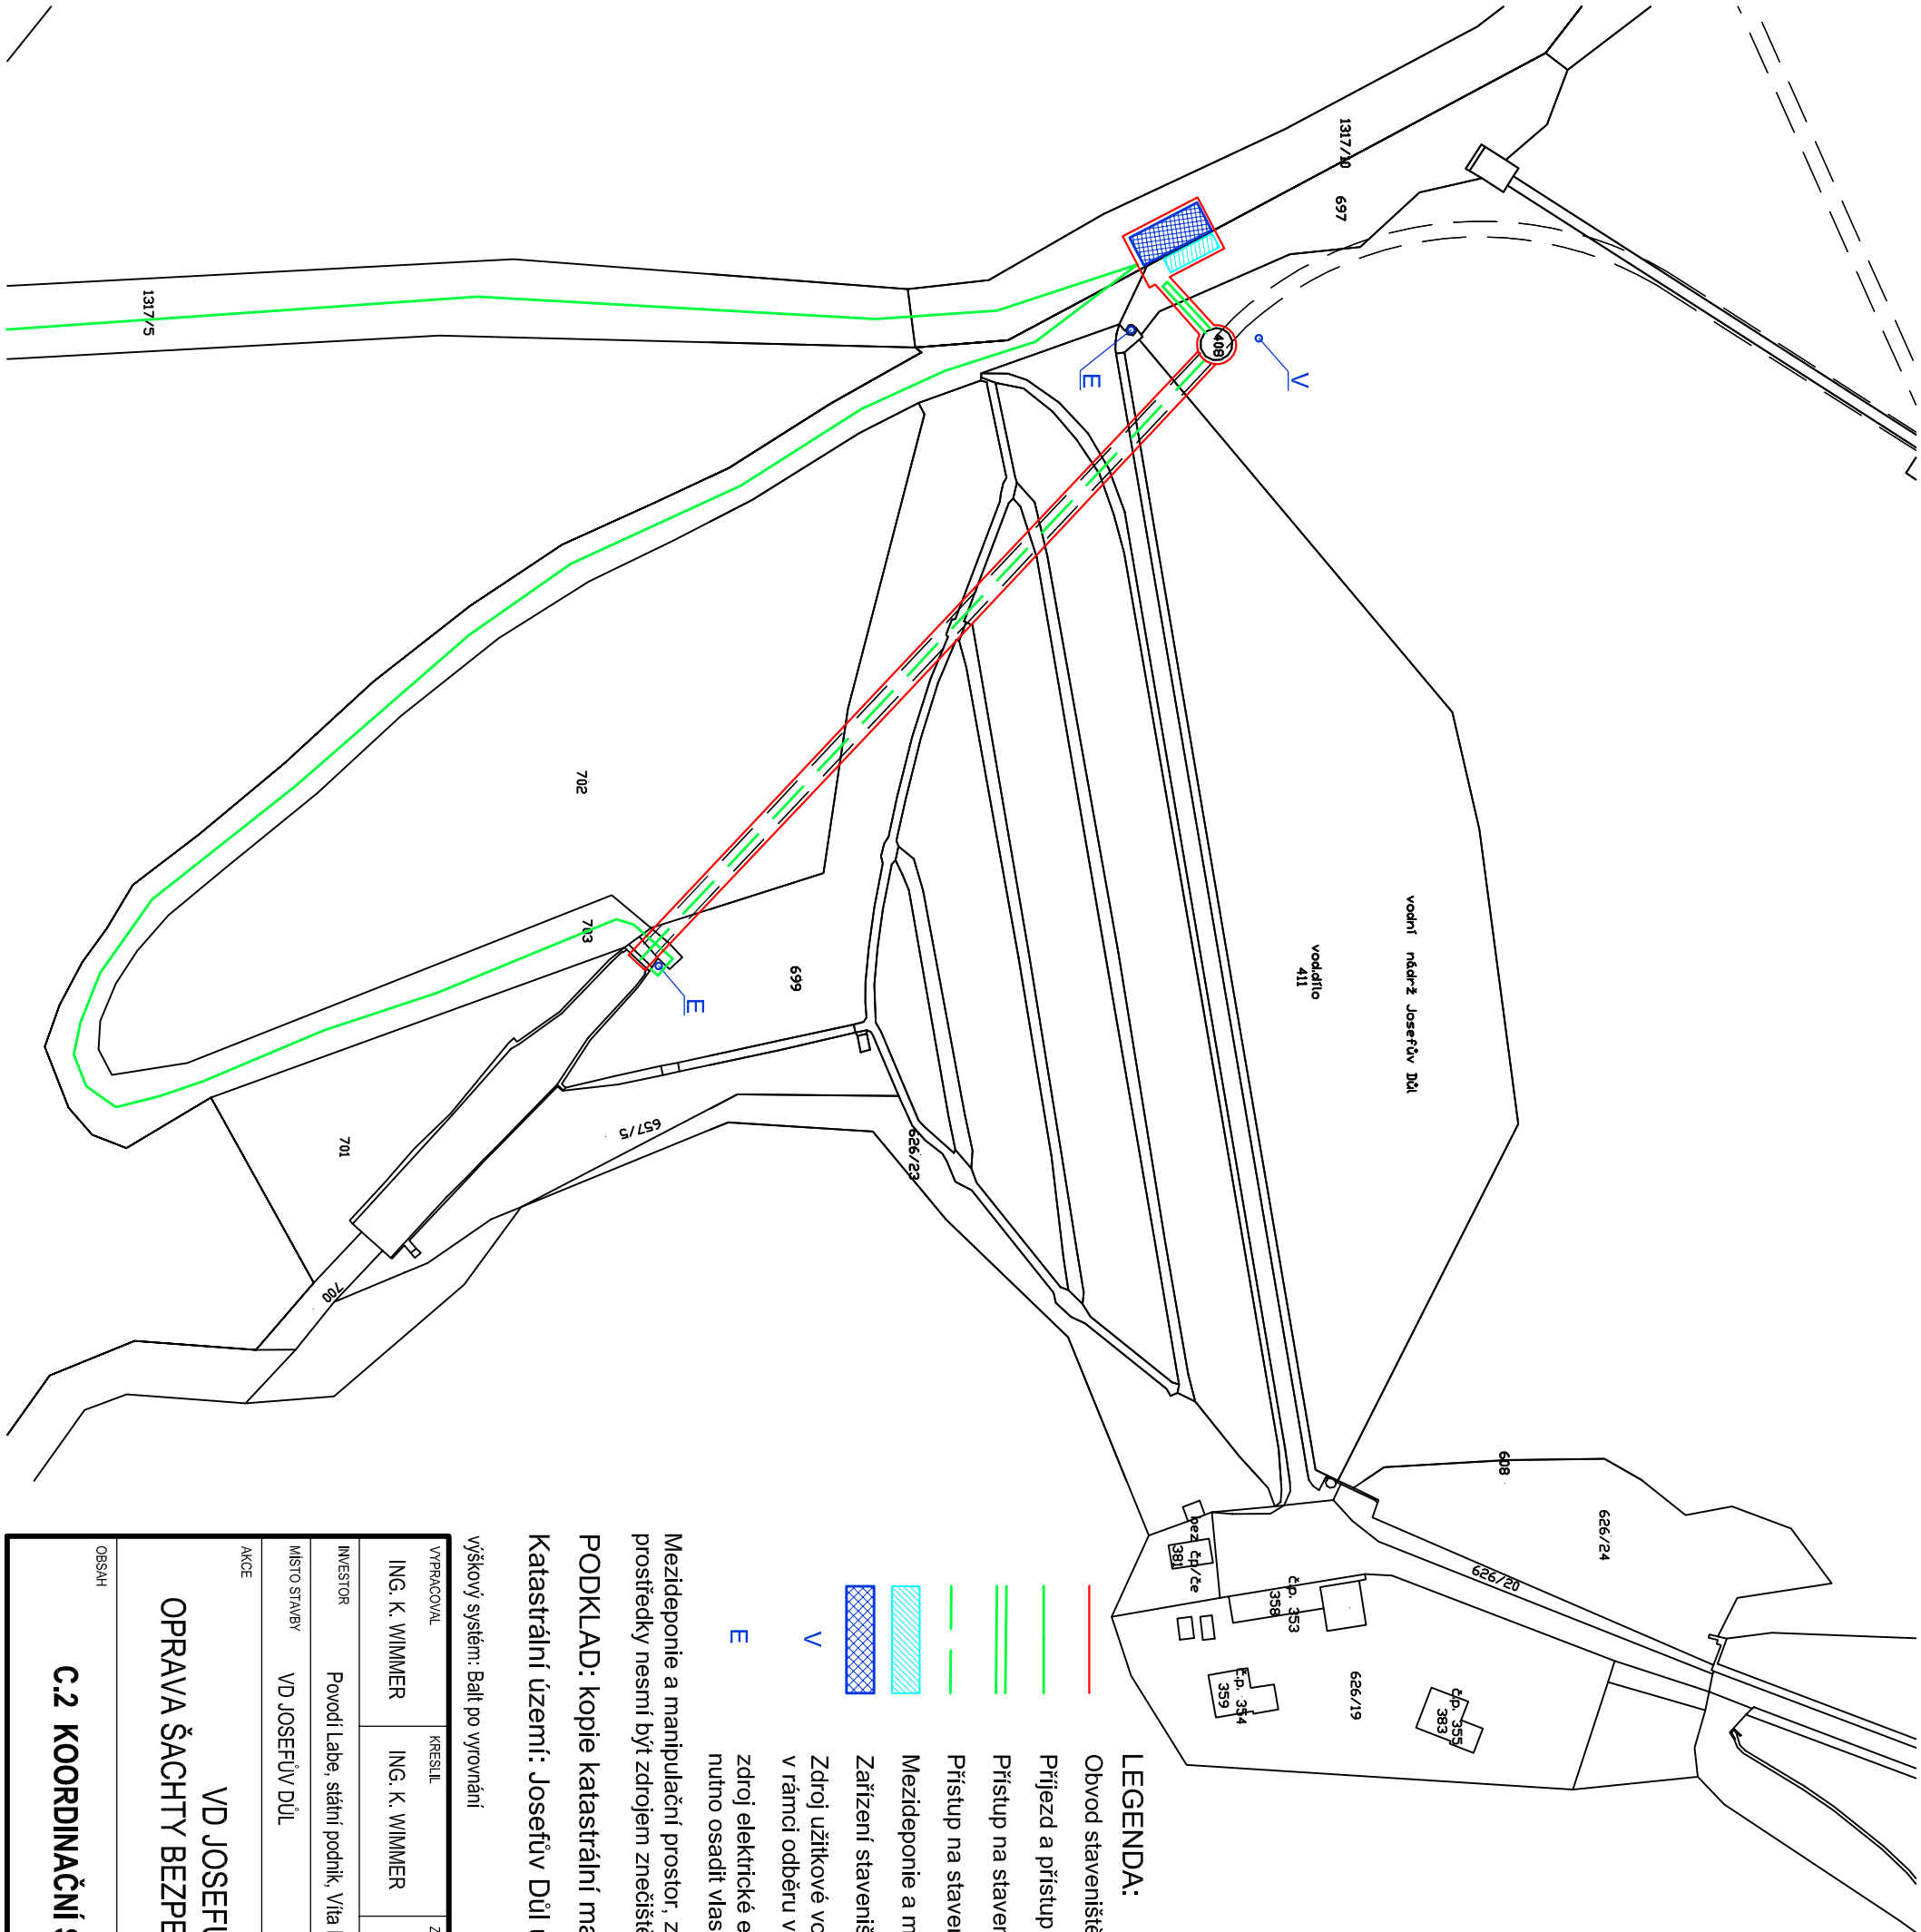 1317/10
697
1317/5
408
V
E
702
703
E
699
vodní nádrž Josefův Důl
vod.dílo
411
701
657/5
626/23
700
608
626/24
626/20
bez čp/če
381
č.p. 353
358
č.p. 354
359
626/19
č.p. 355
383
LEGENDA:
Obvod staveniště
Příjezd a přístup
Přístup na staven
Přístup na staven
Mezideponie a m
Zařízení staveniš
V Zdroj užitkové vo
v rámci odběru v
E zdroj elektrické e
nutno osadit vlas
Mezideponie a manipulační prostor, z
prostředky nesmí být zdrojem znečiště
PODKLAD: kopie katastrální ma
Katastrální území: Josefův Důl u
výškový systém: Balt po vyrovnání
VYPRACOVAL KRESLIL Z
ING. K. WIMMER ING. K. WIMMER
INVESTOR Povodí Labe, státní podnik, Víta
MÍSTO STAVBY VD JOSEFŮV DŮL
AKCE
VD JOSEFŮ
OPRAVA ŠACHTY BEZPE
OBSAH
C.2 KOORDINAČNÍ S